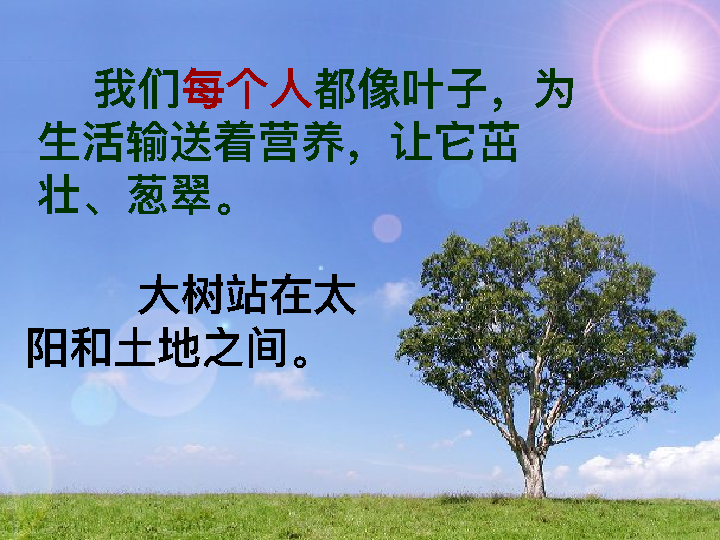 我们每个人都像叶子，为
生活输送着营养，让它茁
壮、葱翠。
大树站在太
阳和土地之间。